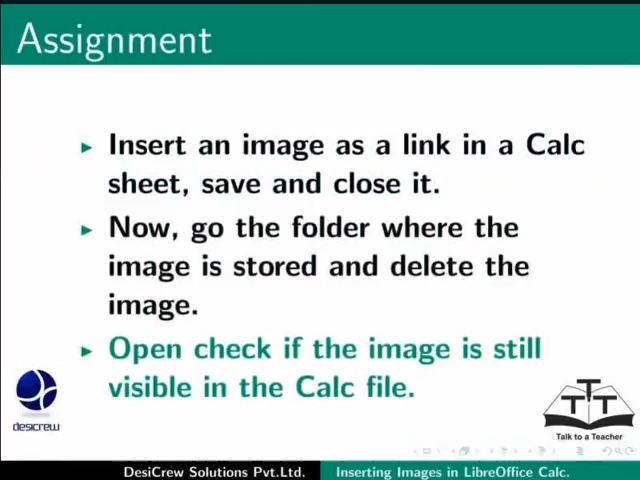 Assignment
Insert an image as a link in a Calc
sheet, save and close it.
Now, go the folder where the
image is stored and delete the
image.
Open check if the image is still
visible in the Calc file.
desicrew
TTT
Talk to a Teacher
DesiCrew Solutions Pvt.Ltd.
Inserting Images in LibreOffice Calc.